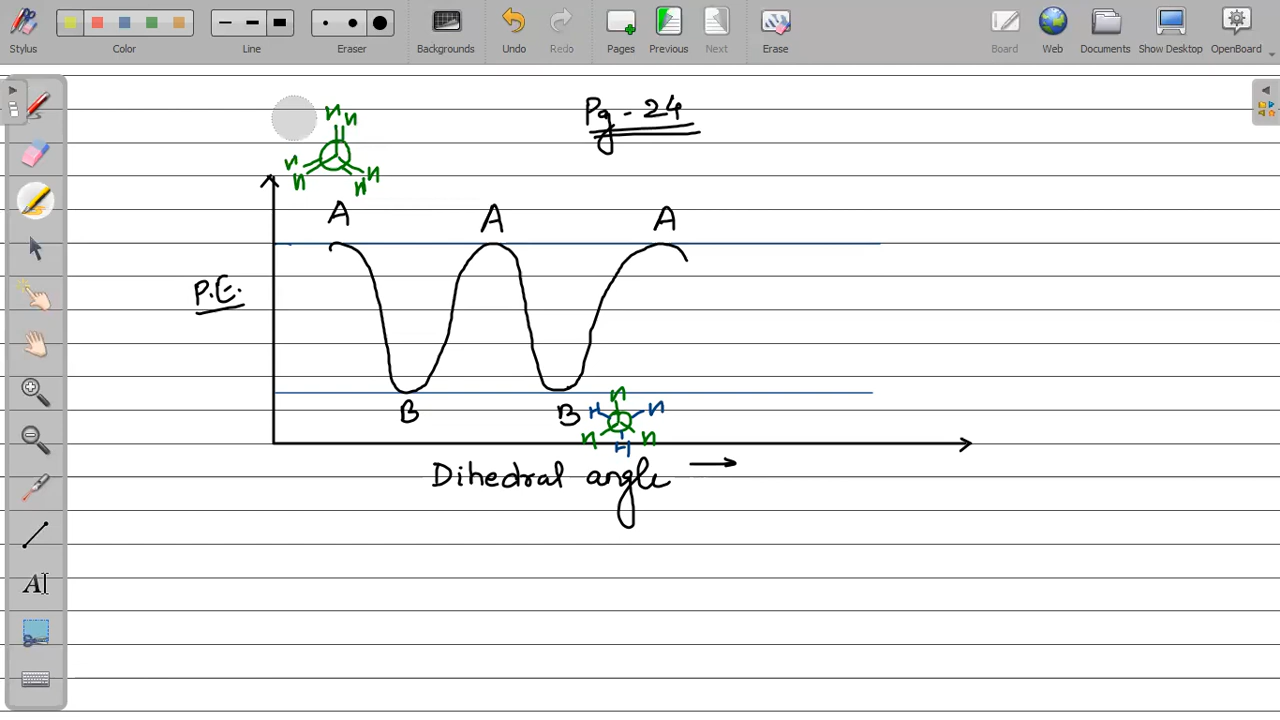 Stylus Color Line Eraser Backgrounds Undo Redo Pages Previous Next Erase Board Web Documents Show Desktop OpenBoard
Pg - 24
H H
H H
H H
A A A
P.E.
B B
H
H H
H H
H
Dihedral angle →